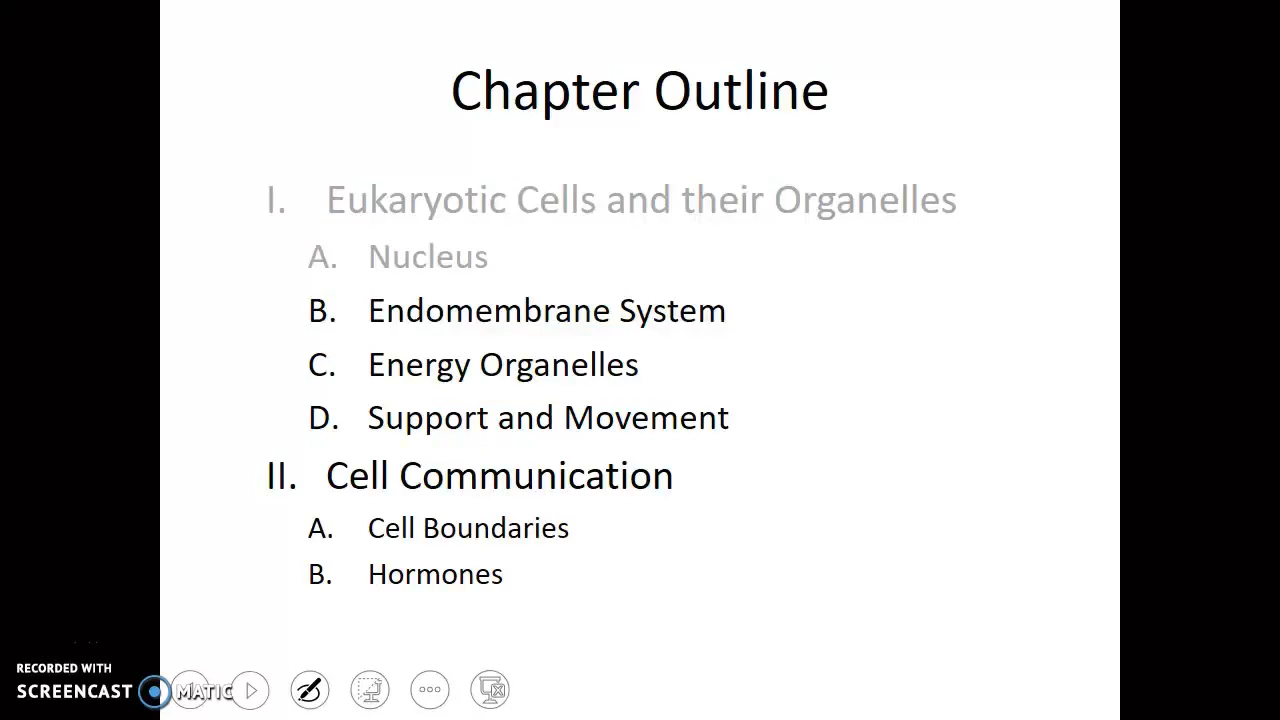 Chapter Outline
I. Eukaryotic Cells and their Organelles
A. Nucleus
B. Endomembrane System
C. Energy Organelles
D. Support and Movement
II. Cell Communication
A. Cell Boundaries
B. Hormones
RECORDED WITH
SCREENCAST MATIC